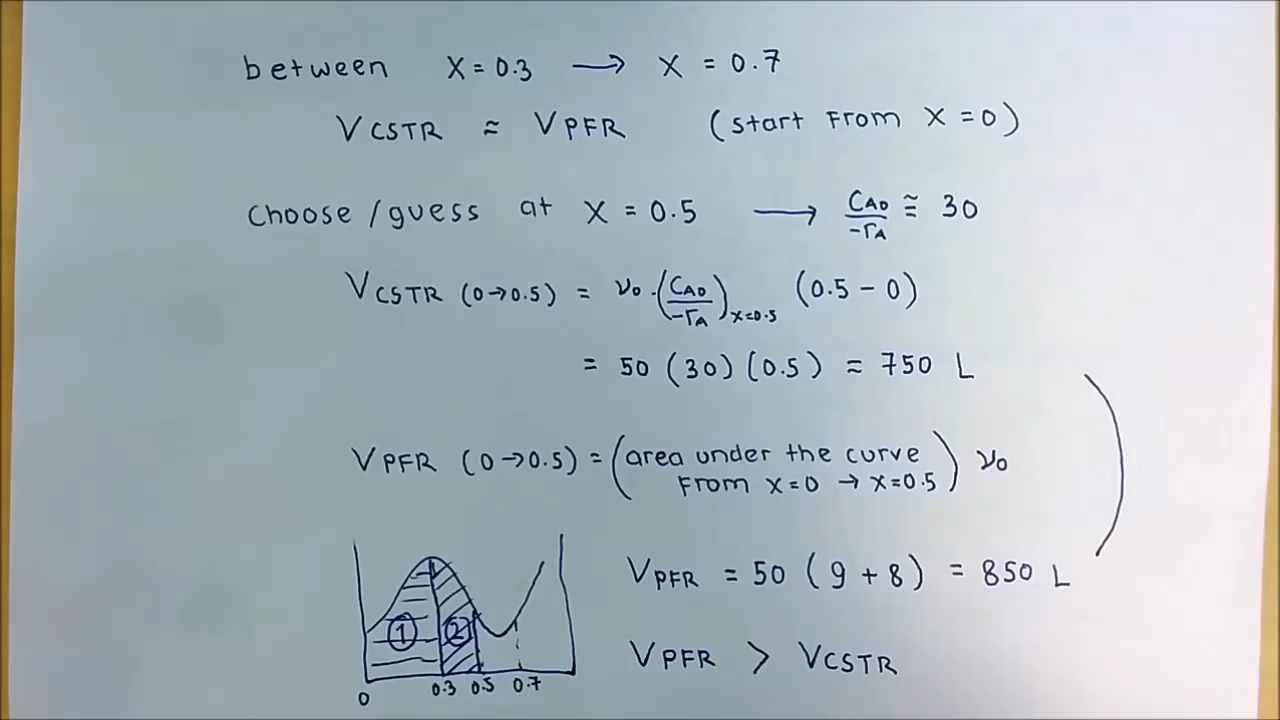 between X = 0.3 → X = 0.7
VCSTR ≈ VPFR (start from X = 0)
choose/guess at X = 0.5 → CA0/-rA ≅ 30
VCSTR (0→0.5) = ν0 · (CA0/-rA)X=0.5 (0.5 - 0)
= 50 (30) (0.5) = 750 L
VPFR (0→0.5) = (area under the curve from X=0 → X=0.5) ν0
VPFR = 50 (9 + 8) = 850 L
1 2
VPFR > VCSTR
0 0.3 0.5 0.7